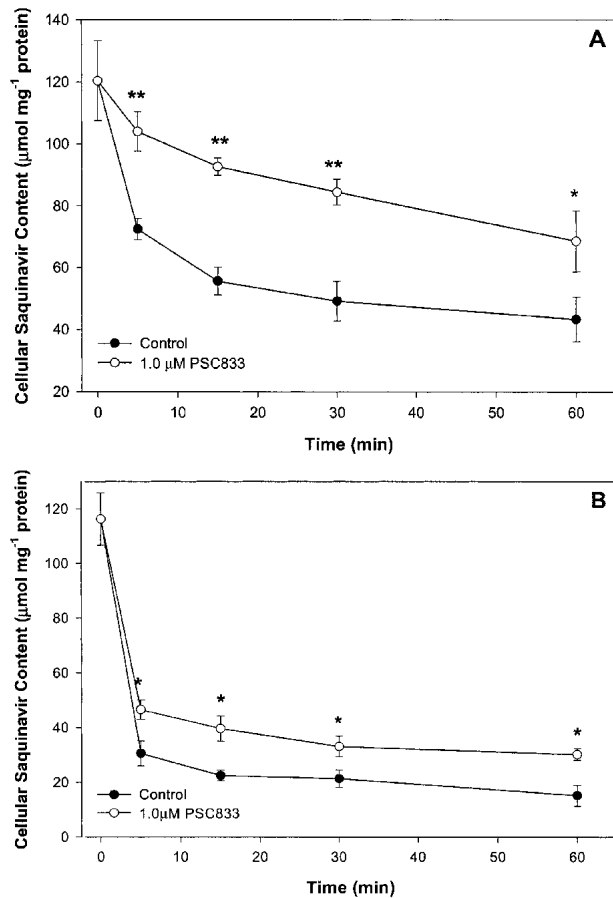 A
140
120
100
80
60
40
20
Cellular Saquinavir Content (μmol mg⁻¹ protein)
**
**
**
*
Control
1.0 μM PSC833
0 10 20 30 40 50 60
Time (min)
B
120
100
80
60
40
20
0
Cellular Saquinavir Content (μmol mg⁻¹ protein)
*
*
*
*
Control
1.0μM PSC833
0 10 20 30 40 50 60
Time (min)